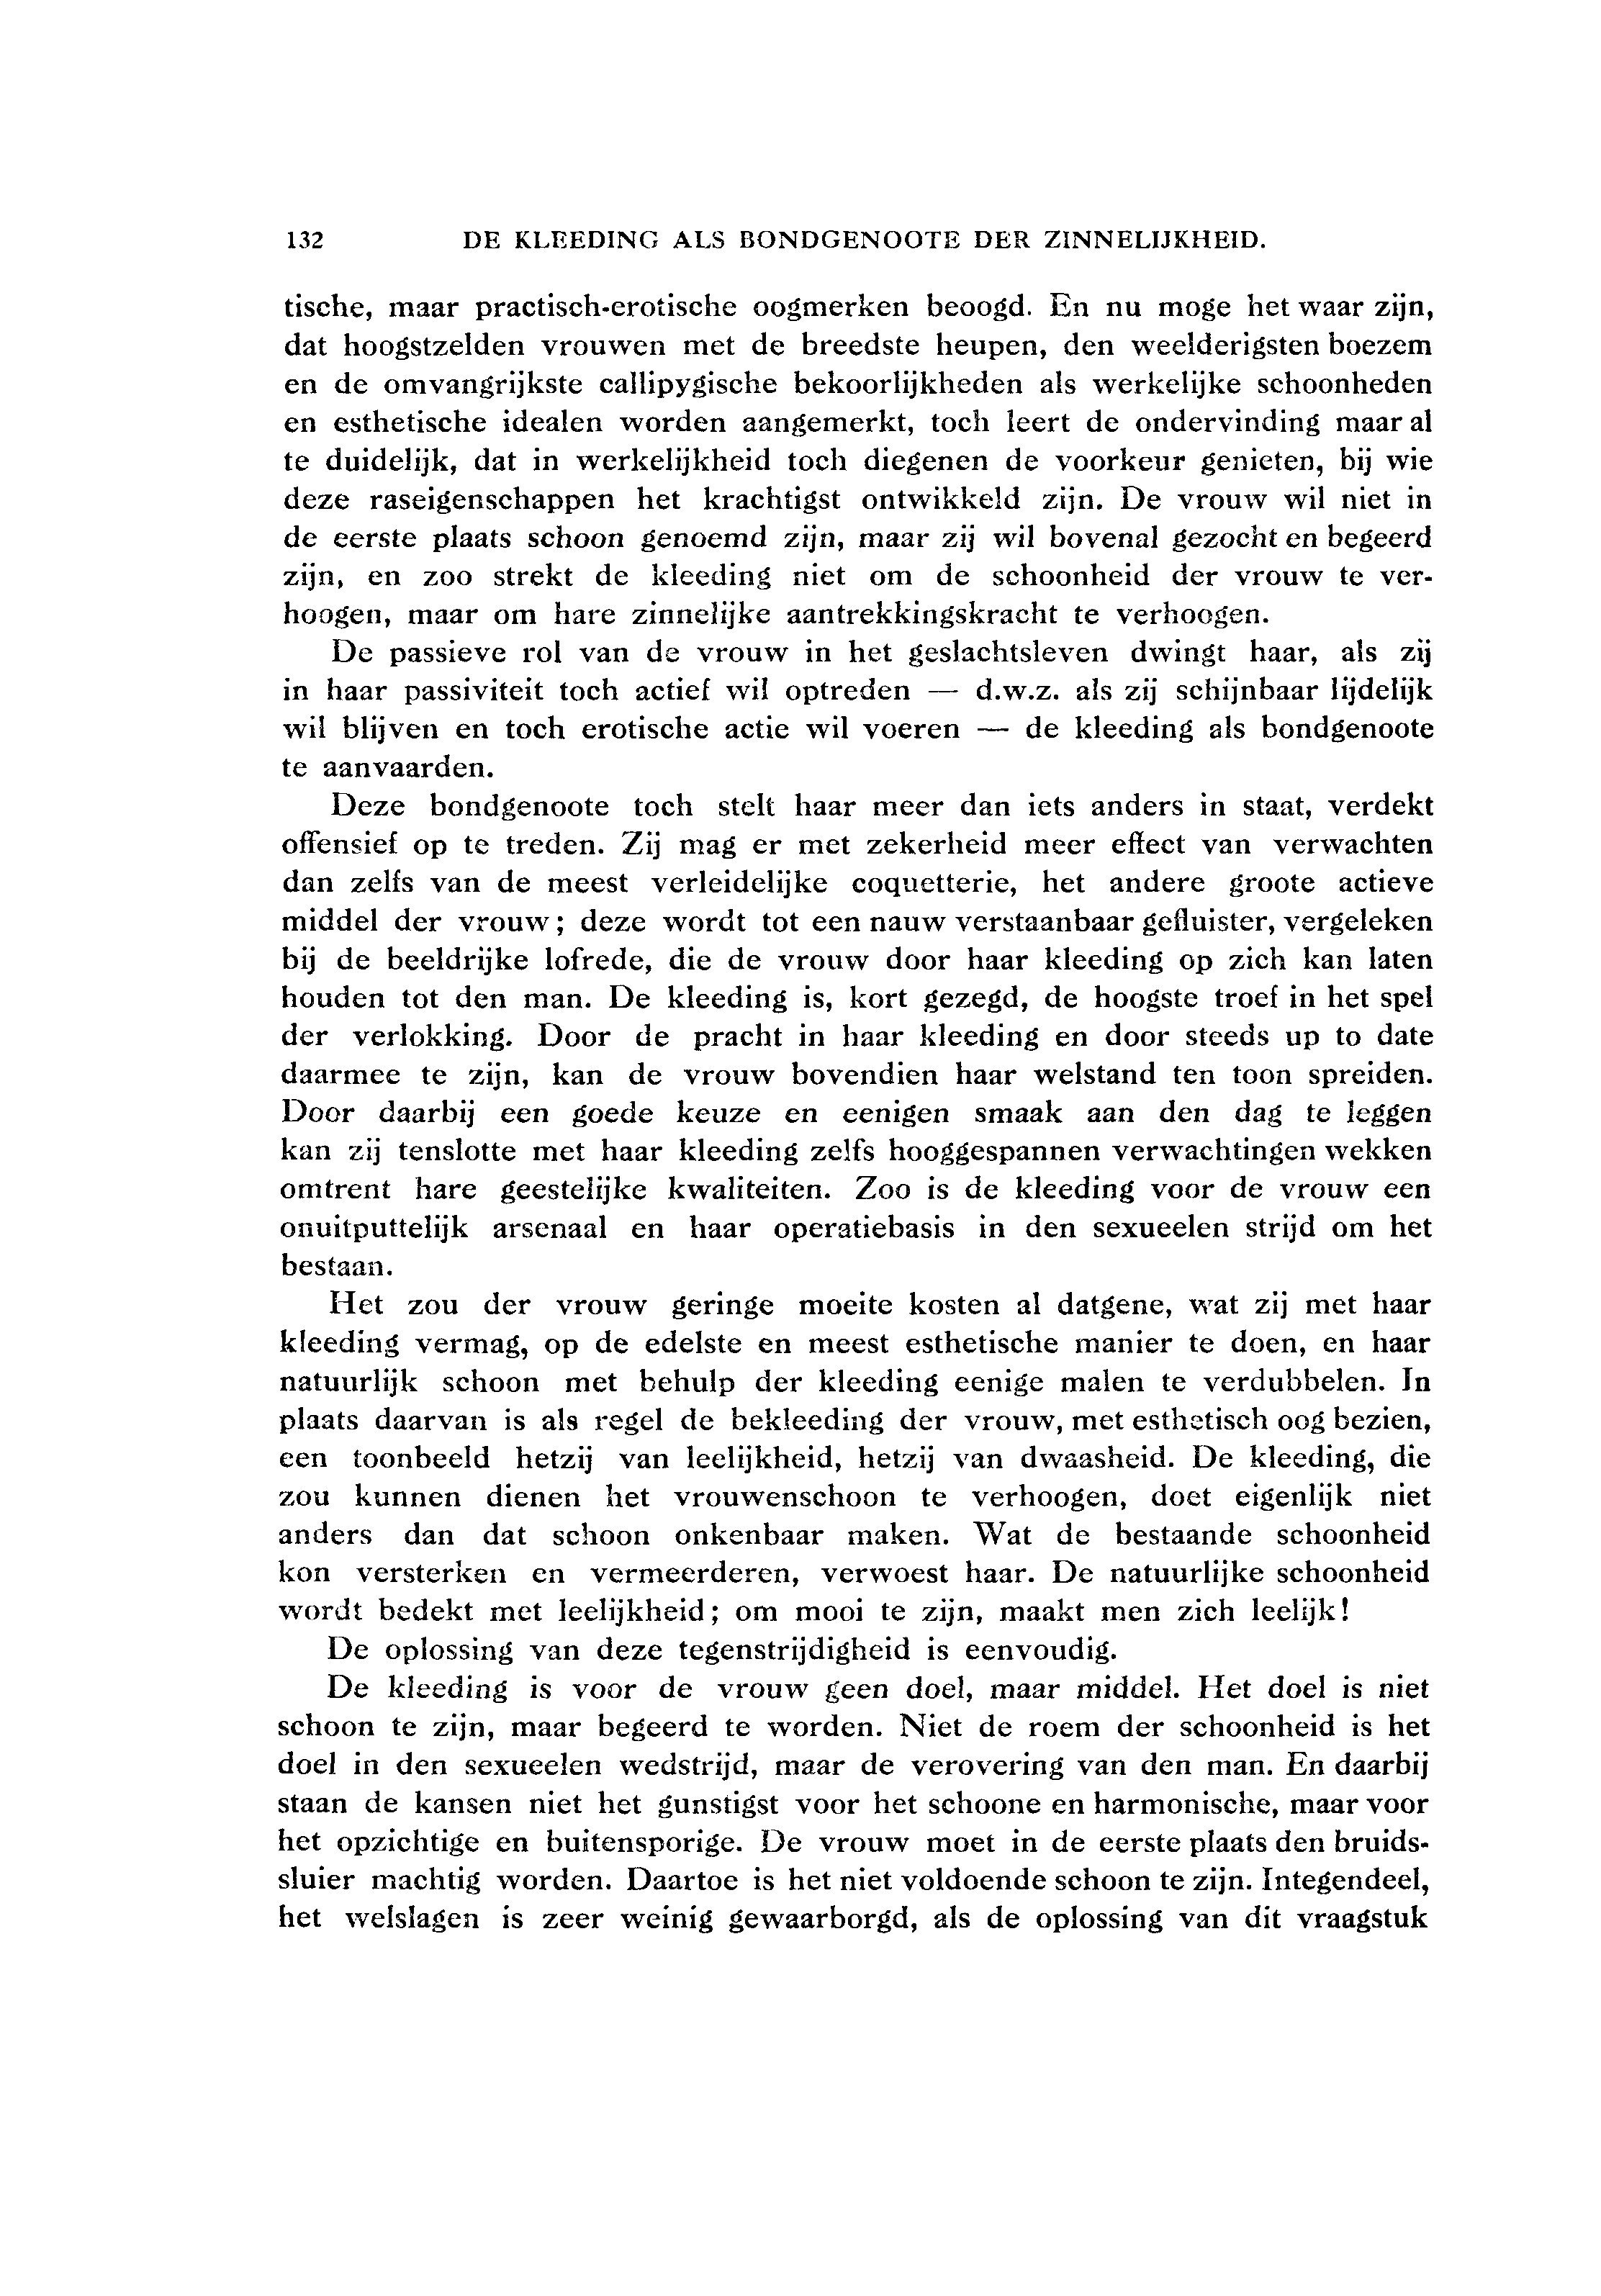 132 DE KLEEDING ALS BONDGENOOTE DER ZINNELIJKHEID.
tische, maar practisch-erotische oogmerken beoogd. En nu moge het waar zijn,
dat hoogstzelden vrouwen met de breedste heupen, den weelderigsten boezem
en de omvangrijkste callipygische bekoorlijkheden als werkelijke schoonheden
en esthetische idealen worden aangemerkt, toch leert de ondervinding maar al
te duidelijk, dat in werkelijkheid toch diegenen de voorkeur genieten, bij wie
deze raseigenschappen het krachtigst ontwikkeld zijn. De vrouw wil niet in
de eerste plaats schoon genoemd zijn, maar zij wil bovenal gezocht en begeerd
zijn, en zoo strekt de kleeding niet om de schoonheid der vrouw te ver-
hoogen, maar om hare zinnelijke aantrekkingskracht te verhoogen.
De passieve rol van de vrouw in het geslachtsleven dwingt haar, als zij
in haar passiviteit toch actief wil optreden — d.w.z. als zij schijnbaar lijdelijk
wil blijven en toch erotische actie wil voeren — de kleeding als bondgenoote
te aanvaarden.
Deze bondgenoote toch stelt haar meer dan iets anders in staat, verdekt
offensief op te treden. Zij mag er met zekerheid meer effect van verwachten
dan zelfs van de meest verleidelijke coquetterie, het andere groote actieve
middel der vrouw; deze wordt tot een nauw verstaanbaar gefluister, vergeleken
bij de beeldrijke lofrede, die de vrouw door haar kleeding op zich kan laten
houden tot den man. De kleeding is, kort gezegd, de hoogste troef in het spel
der verlokking. Door de pracht in haar kleeding en door steeds up to date
daarmee te zijn, kan de vrouw bovendien haar welstand ten toon spreiden.
Door daarbij een goede keuze en eenigen smaak aan den dag te leggen
kan zij tenslotte met haar kleeding zelfs hooggespannen verwachtingen wekken
omtrent hare geestelijke kwaliteiten. Zoo is de kleeding voor de vrouw een
onuitputtelijk arsenaal en haar operatiebasis in den sexueelen strijd om het
bestaan.
Het zou der vrouw geringe moeite kosten al datgene, wat zij met haar
kleeding vermag, op de edelste en meest esthetische manier te doen, en haar
natuurlijk schoon met behulp der kleeding eenige malen te verdubbelen. In
plaats daarvan is als regel de bekleeding der vrouw, met esthetisch oog bezien,
een toonbeeld hetzij van leelijkheid, hetzij van dwaasheid. De kleeding, die
zou kunnen dienen het vrouwenschoon te verhoogen, doet eigenlijk niet
anders dan dat schoon onkenbaar maken. Wat de bestaande schoonheid
kon versterken en vermeerderen, verwoest haar. De natuurlijke schoonheid
wordt bedekt met leelijkheid; om mooi te zijn, maakt men zich leelijk!
De oplossing van deze tegenstrijdigheid is eenvoudig.
De kleeding is voor de vrouw geen doel, maar middel. Het doel is niet
schoon te zijn, maar begeerd te worden. Niet de roem der schoonheid is het
doel in den sexueelen wedstrijd, maar de verovering van den man. En daarbij
staan de kansen niet het gunstigst voor het schoone en harmonische, maar voor
het opzichtige en buitensporige. De vrouw moet in de eerste plaats den bruids-
sluier machtig worden. Daartoe is het niet voldoende schoon te zijn. Integendeel,
het welslagen is zeer weinig gewaarborgd, als de oplossing van dit vraagstuk